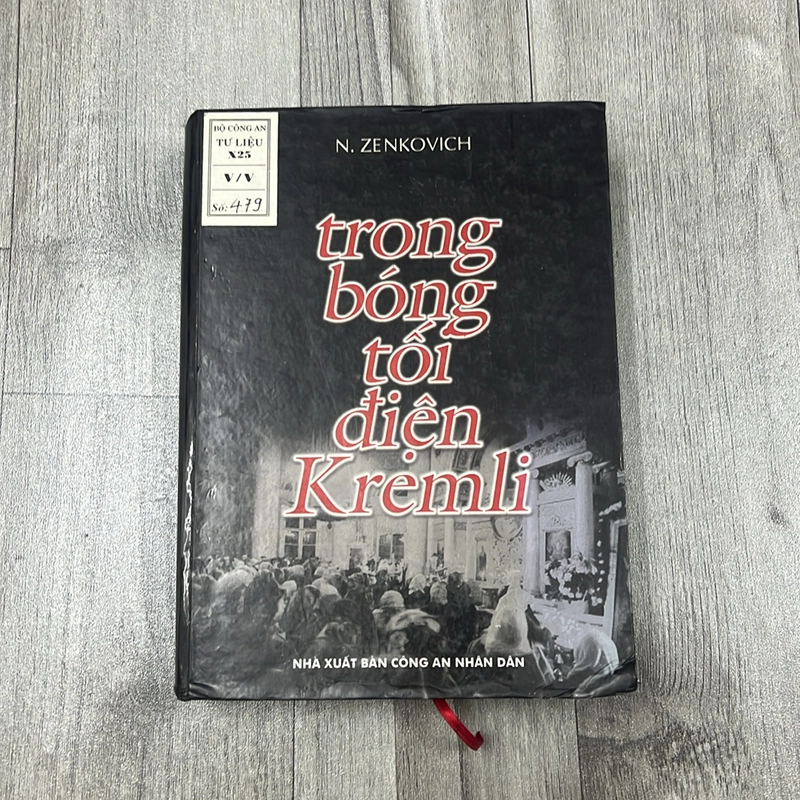 BỘ CÔNG AN
TƯ LIỆU
X25
V/V
Số: 479
N. ZENKOVICH
trong
bóng
tối
điện
Kremli
NHÀ XUẤT BẢN CÔNG AN NHÂN DÂN